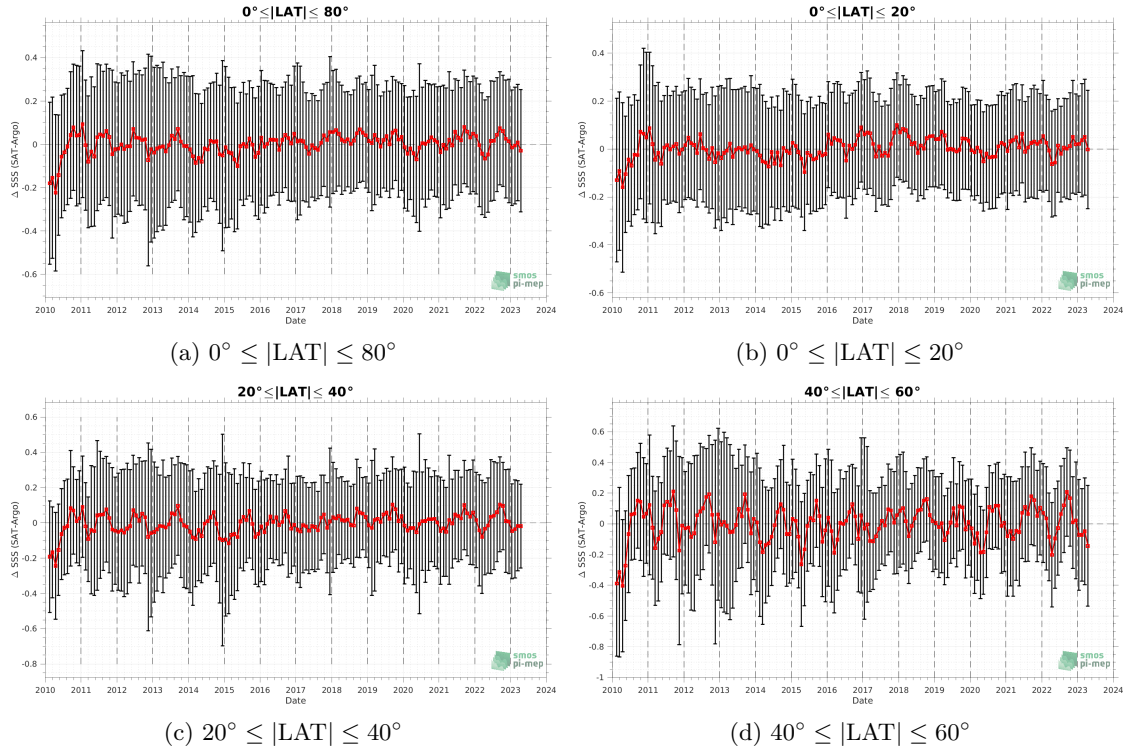 0°≤|LAT|≤ 80°
Δ SSS (SAT-Argo)
0.4
0.2
0
-0.2
-0.4
-0.6
2010 2011 2012 2013 2014 2015 2016 2017 2018 2019 2020 2021 2022 2023 2024
Date
smos
pi-mep
(a) 0° ≤ |LAT| ≤ 80°
0°≤|LAT|≤ 20°
Δ SSS (SAT-Argo)
0.4
0.2
0
-0.2
-0.4
-0.6
2010 2011 2012 2013 2014 2015 2016 2017 2018 2019 2020 2021 2022 2023 2024
Date
smos
pi-mep
(b) 0° ≤ |LAT| ≤ 20°
20°≤|LAT|≤ 40°
Δ SSS (SAT-Argo)
0.6
0.4
0.2
0
-0.2
-0.4
-0.6
-0.8
2010 2011 2012 2013 2014 2015 2016 2017 2018 2019 2020 2021 2022 2023 2024
Date
smos
pi-mep
(c) 20° ≤ |LAT| ≤ 40°
40°≤|LAT|≤ 60°
Δ SSS (SAT-Argo)
0.6
0.4
0.2
0
-0.2
-0.4
-0.6
-0.8
-1
2010 2011 2012 2013 2014 2015 2016 2017 2018 2019 2020 2021 2022 2023 2024
Date
smos
pi-mep
(d) 40° ≤ |LAT| ≤ 60°